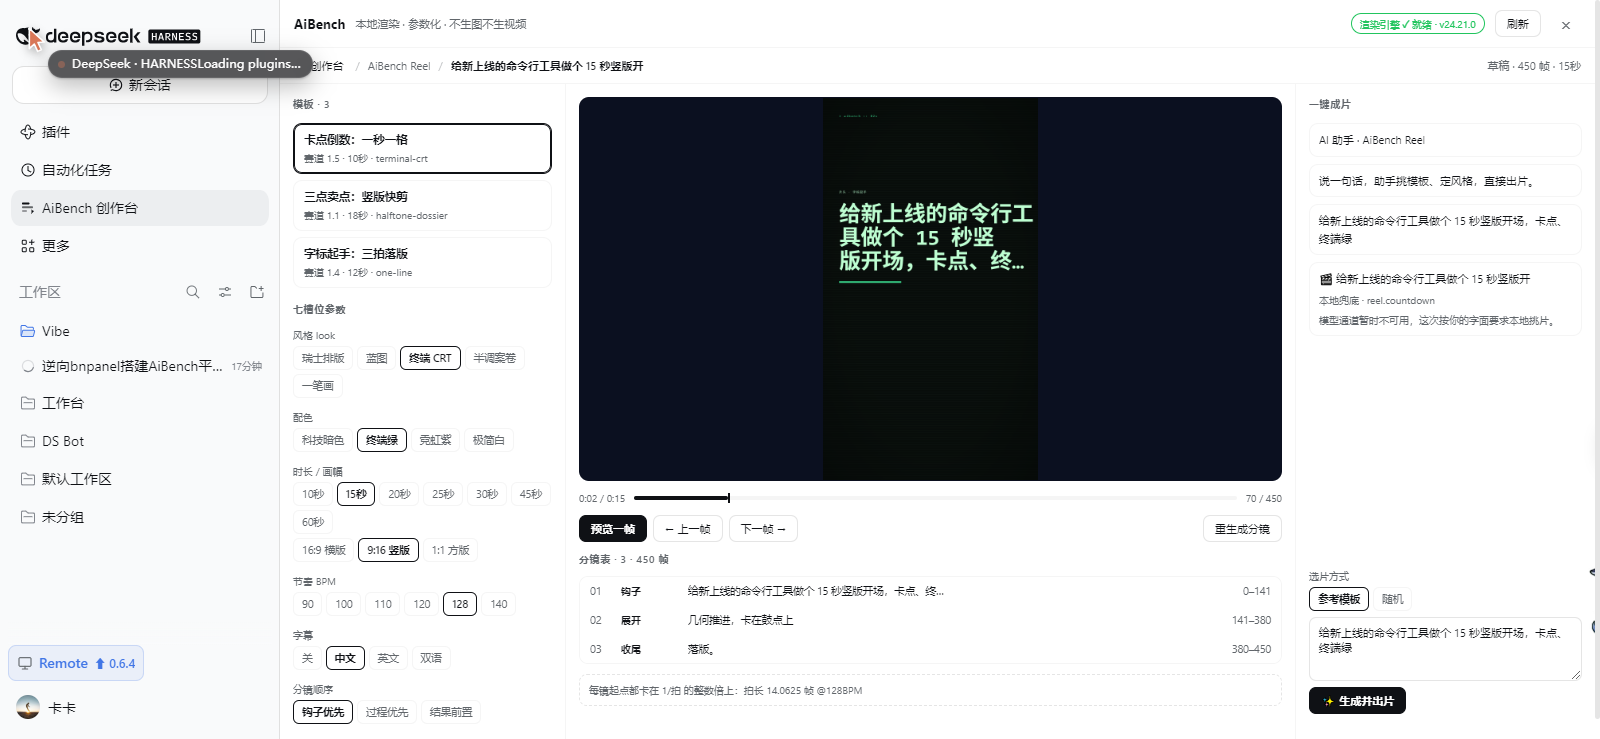 deepseek HARNESS
DeepSeek · HARNESSLoading plugins...
新会话
插件
自动化任务
AiBench 创作台
更多
工作区
Vibe
逆向bnpanel搭建AiBench平... 17分钟
工作台
DS Bot
默认工作区
未分组
Remote 0.6.4
卡卡
AiBench 本地渲染 · 参数化 · 不生图不生视频
渲染引擎 ✓ 就绪 · v24.21.0
刷新
创作台 / AiBench Reel / 给新上线的命令行工具做个 15 秒竖版开
草稿 · 450 帧 · 15秒
模板 · 3
卡点倒数：一秒一格
赛道 1.5 · 10秒 · terminal-crt
三点卖点：竖版快剪
赛道 1.1 · 18秒 · halftone-dossier
字标起手：三拍落版
赛道 1.4 · 12秒 · one-line
七槽位参数
风格 look
瑞士排版 蓝图 终端 CRT 半调案卷
一笔画
配色
科技暗色 终端绿 霓虹紫 极简白
时长 / 画幅
10秒 15秒 20秒 25秒 30秒 45秒
60秒
16:9 横版 9:16 竖版 1:1 方版
节奏 BPM
90 100 110 120 128 140
字幕
关 中文 英文 双语
分镜顺序
钩子优先 过程优先 结果前置
给新上线的命令行工
具做个 15 秒竖
版开场，卡点、终...
0:02 / 0:15
70 / 450
预览一帧 ← 上一帧 下一帧 →
重生成分镜
分镜表 · 3 · 450 帧
01 钩子 给新上线的命令行工具做个 15 秒竖版开场，卡点、终... 0–141
02 展开 几何推进，卡在鼓点上 141–380
03 收尾 落版。 380–450
每镜起点都卡在 1/拍 的整数倍上：拍长 14.0625 帧 @128BPM
一键成片
AI 助手 · AiBench Reel
说一句话，助手挑模板、定风格，直接出片。
给新上线的命令行工具做个 15 秒竖版开场，卡点、
终端绿
给新上线的命令行工具做个 15 秒竖版开
本地兜底 · reel.countdown
模型通道暂时不可用，这次按你的字面要求本地挑片。
选片方式
参考模板 随机
给新上线的命令行工具做个 15 秒竖版开场，卡点、
终端绿
生成并出片